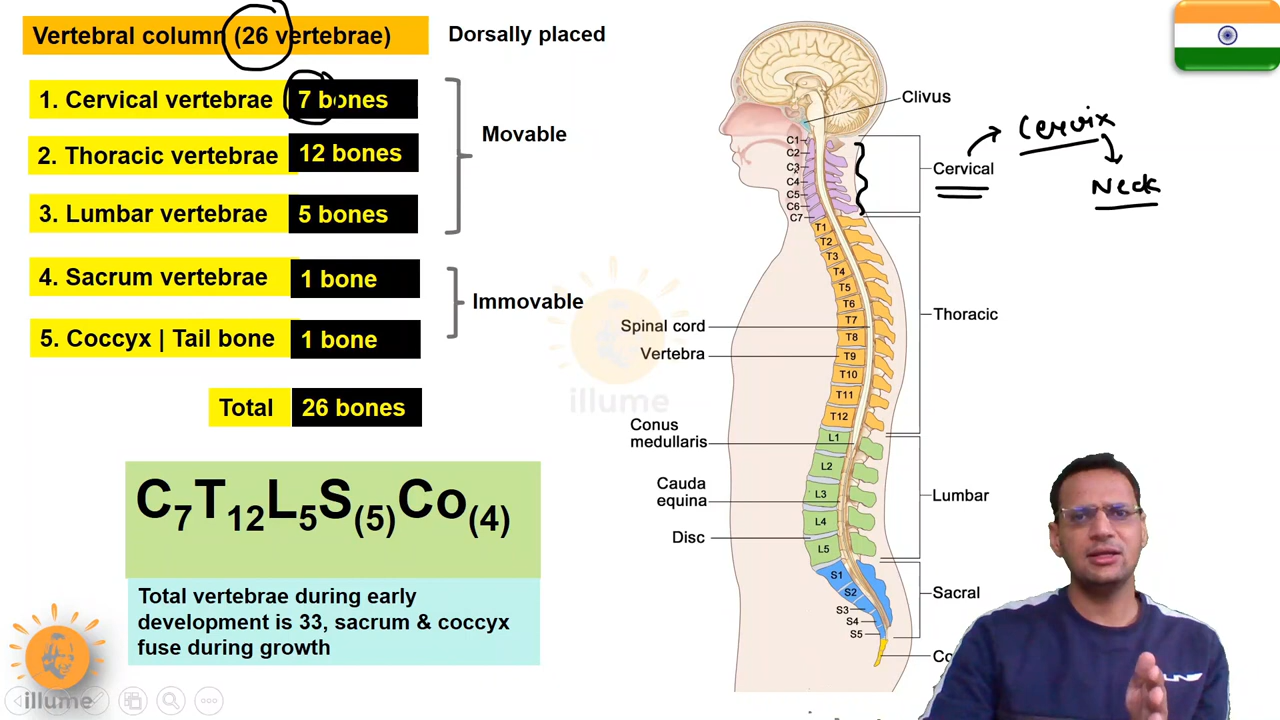 Vertebral column (26 vertebrae)
Dorsally placed
1. Cervical vertebrae 7 bones
2. Thoracic vertebrae 12 bones
3. Lumbar vertebrae 5 bones
Movable
4. Sacrum vertebrae 1 bone
5. Coccyx | Tail bone 1 bone
Immovable
Total 26 bones
C7T12L5S(5)Co(4)
Total vertebrae during early
development is 33, sacrum & coccyx
fuse during growth
illume
illume
Clivus
Cervical
Cervix
Neck
C1
C2
C3
C4
C5
C6
C7
T1
T2
T3
T4
T5
T6
T7
T8
T9
T10
T11
T12
L1
L2
L3
L4
L5
S1
S2
S3
S4
S5
Thoracic
Spinal cord
Vertebra
Conus
medullaris
Cauda
equina
Disc
Lumbar
Sacral